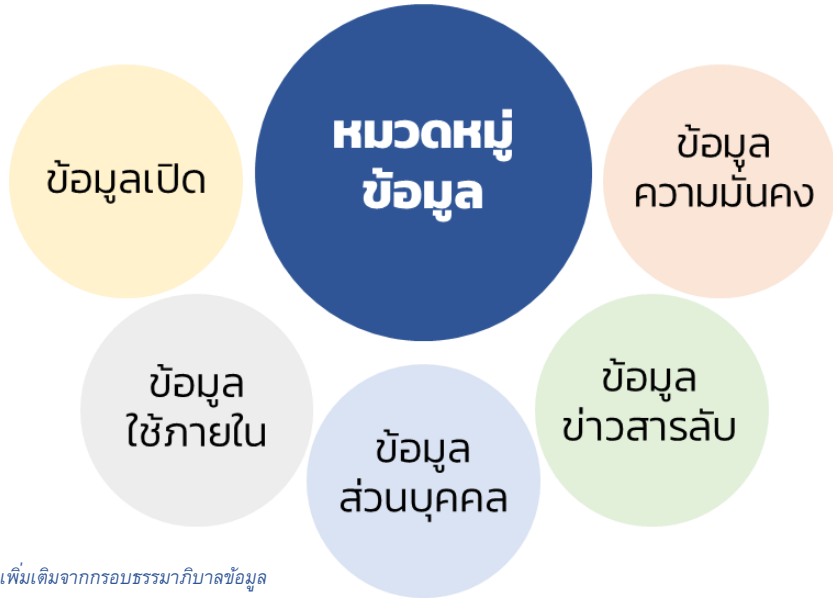 หมวดหมู่
ข้อมูล
ข้อมูลเปิด
ข้อมูล
ใช้ภายใน
ข้อมูล
ส่วนบุคคล
ข้อมูล
ข่าวสารลับ
ข้อมูล
ความมั่นคง
เพิ่มเติมจากกรอบธรรมาภิบาลข้อมูล